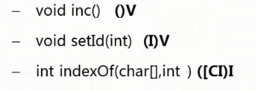 – void inc() ()V
– void setId(int) (I)V
– int indexOf(char[],int ) ([CI)I